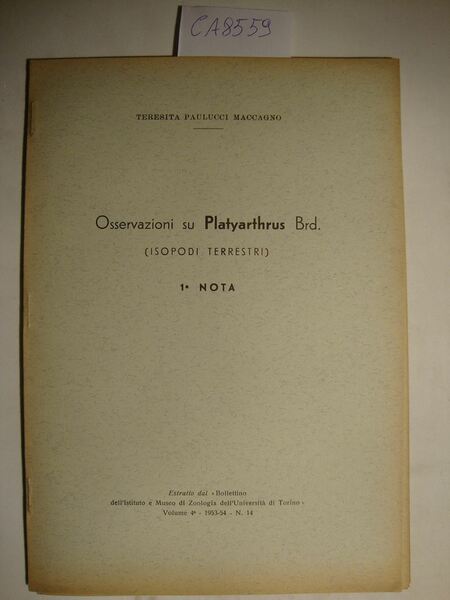 CA8559
TERESITA PAULUCCI MACCAGNO
Osservazioni su Platyarthrus Brd.
(ISOPODI TERRESTRI)
1ª NOTA
Estratto dal «Bollettino
dell'Istituto e Museo di Zoologia dell'Università di Torino»
Volume 4º - 1953-54 - N. 14